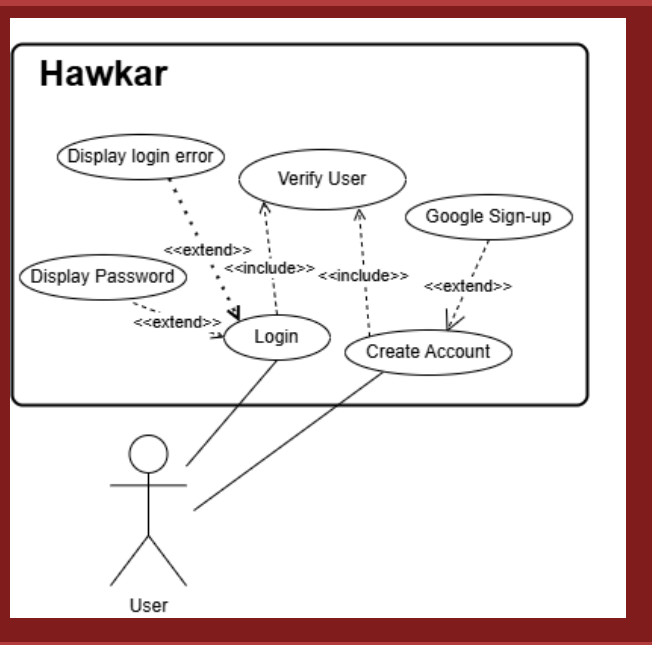 Hawkar
Display login error
Verify User
Google Sign-up
<<extend>>
<<include>>
<<include>>
Display Password
<<extend>>
<<extend>>
Login
Create Account
User